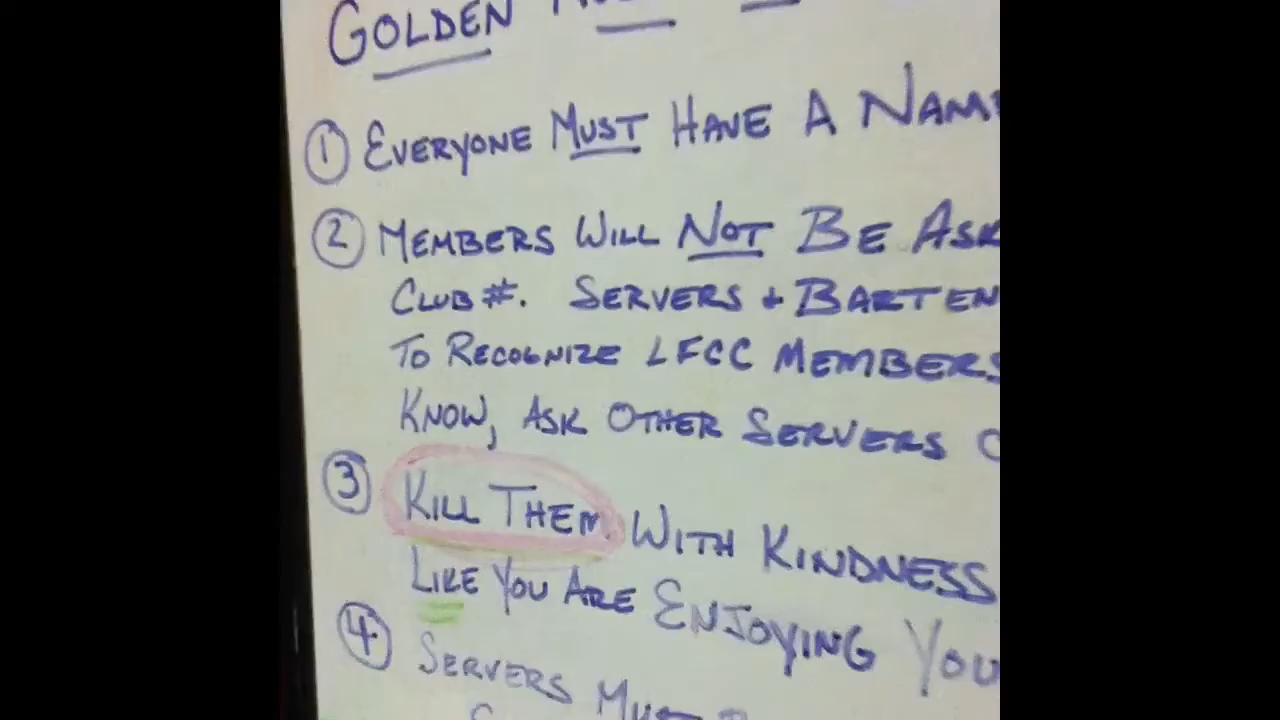 GOLDEN
① EVERYONE MUST HAVE A NAM
② MEMBERS WILL NOT BE ASK
CLUB #. SERVERS + BARTEN
TO RECOGNIZE LFCC MEMBERS
KNOW, ASK OTHER SERVERS
③ KILL THEM WITH KINDNESS
LIKE YOU ARE ENJOYING YOU
④ SERVERS MUST